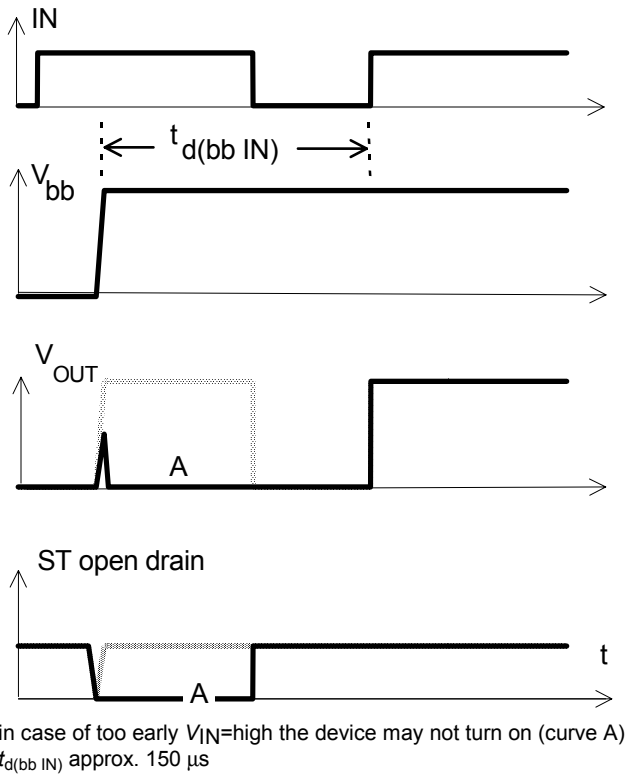 IN
t d(bb IN)
V bb
V OUT
A
ST open drain
t
A
in case of too early VIN=high the device may not turn on (curve A)
td(bb IN) approx. 150 µs